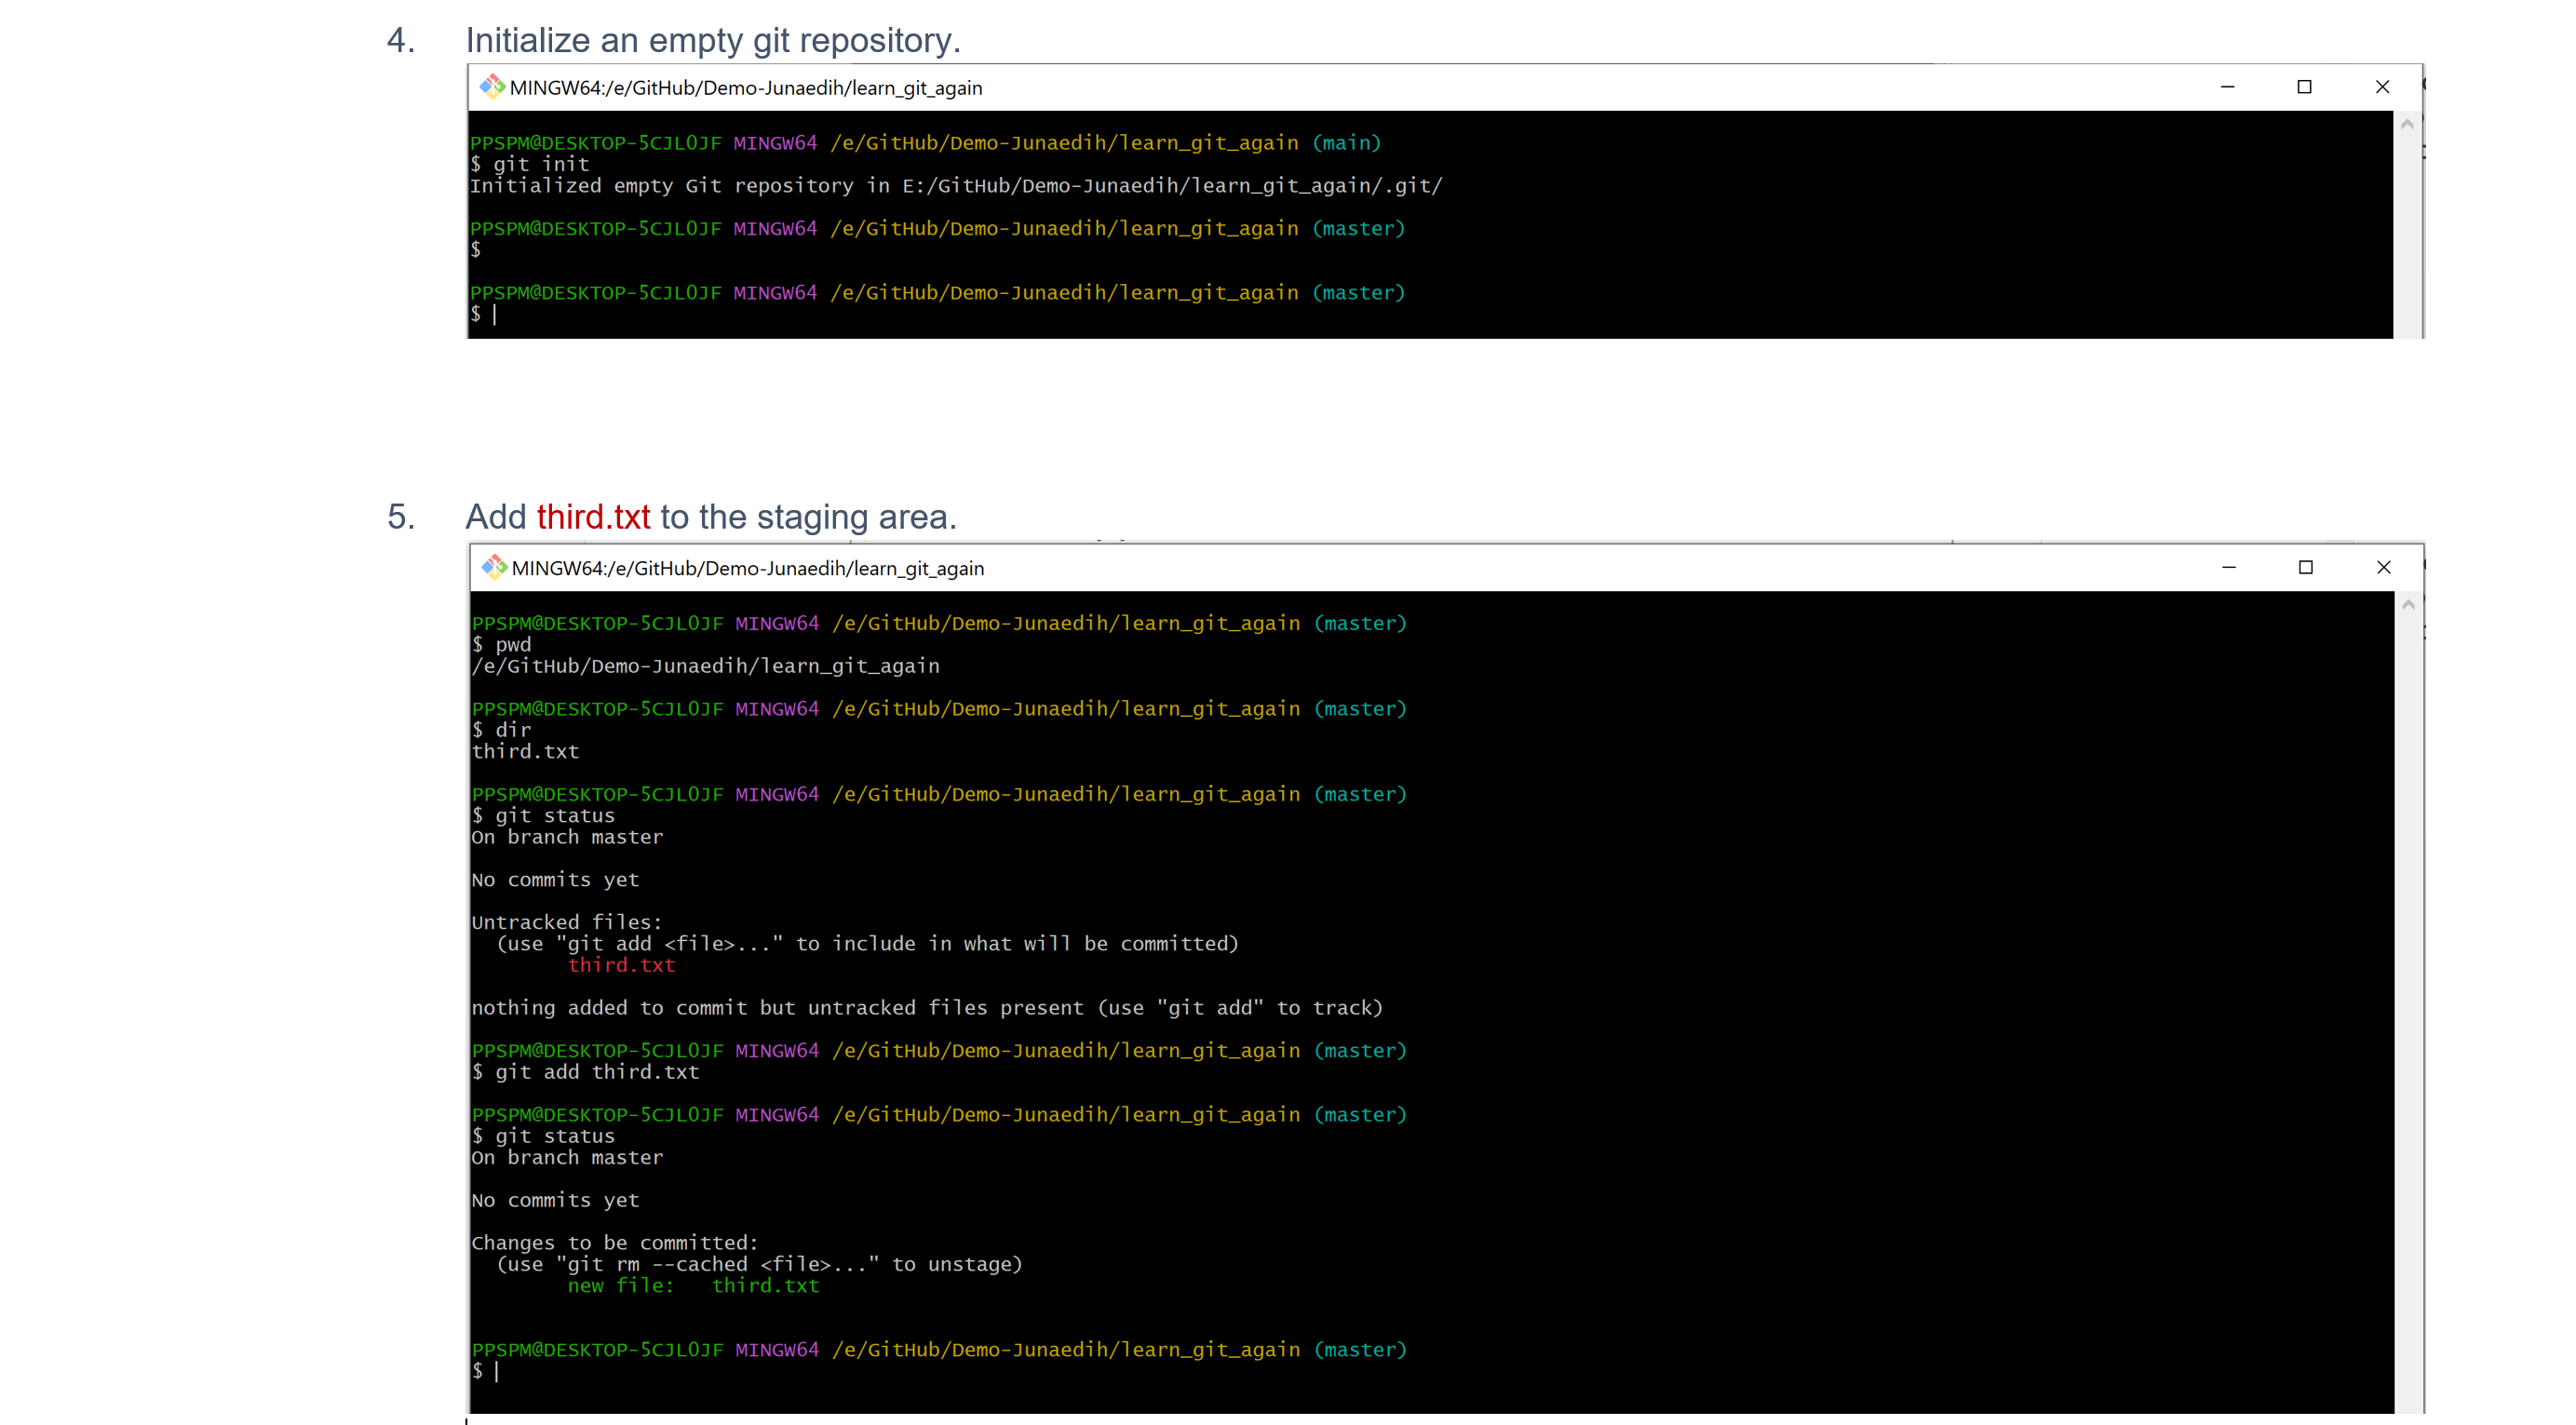 4. Initialize an empty git repository.
MINGW64:/e/GitHub/Demo-Junaedih/learn_git_again
PPSPM@DESKTOP-5CJL0JF MINGW64 /e/GitHub/Demo-Junaedih/learn_git_again (main)
$ git init
Initialized empty Git repository in E:/GitHub/Demo-Junaedih/learn_git_again/.git/
PPSPM@DESKTOP-5CJL0JF MINGW64 /e/GitHub/Demo-Junaedih/learn_git_again (master)
$
PPSPM@DESKTOP-5CJL0JF MINGW64 /e/GitHub/Demo-Junaedih/learn_git_again (master)
$
5. Add third.txt to the staging area.
MINGW64:/e/GitHub/Demo-Junaedih/learn_git_again
PPSPM@DESKTOP-5CJL0JF MINGW64 /e/GitHub/Demo-Junaedih/learn_git_again (master)
$ pwd
/e/GitHub/Demo-Junaedih/learn_git_again
PPSPM@DESKTOP-5CJL0JF MINGW64 /e/GitHub/Demo-Junaedih/learn_git_again (master)
$ dir
third.txt
PPSPM@DESKTOP-5CJL0JF MINGW64 /e/GitHub/Demo-Junaedih/learn_git_again (master)
$ git status
On branch master
No commits yet
Untracked files:
  (use "git add <file>..." to include in what will be committed)
        third.txt
nothing added to commit but untracked files present (use "git add" to track)
PPSPM@DESKTOP-5CJL0JF MINGW64 /e/GitHub/Demo-Junaedih/learn_git_again (master)
$ git add third.txt
PPSPM@DESKTOP-5CJL0JF MINGW64 /e/GitHub/Demo-Junaedih/learn_git_again (master)
$ git status
On branch master
No commits yet
Changes to be committed:
  (use "git rm --cached <file>..." to unstage)
        new file:   third.txt
PPSPM@DESKTOP-5CJL0JF MINGW64 /e/GitHub/Demo-Junaedih/learn_git_again (master)
$